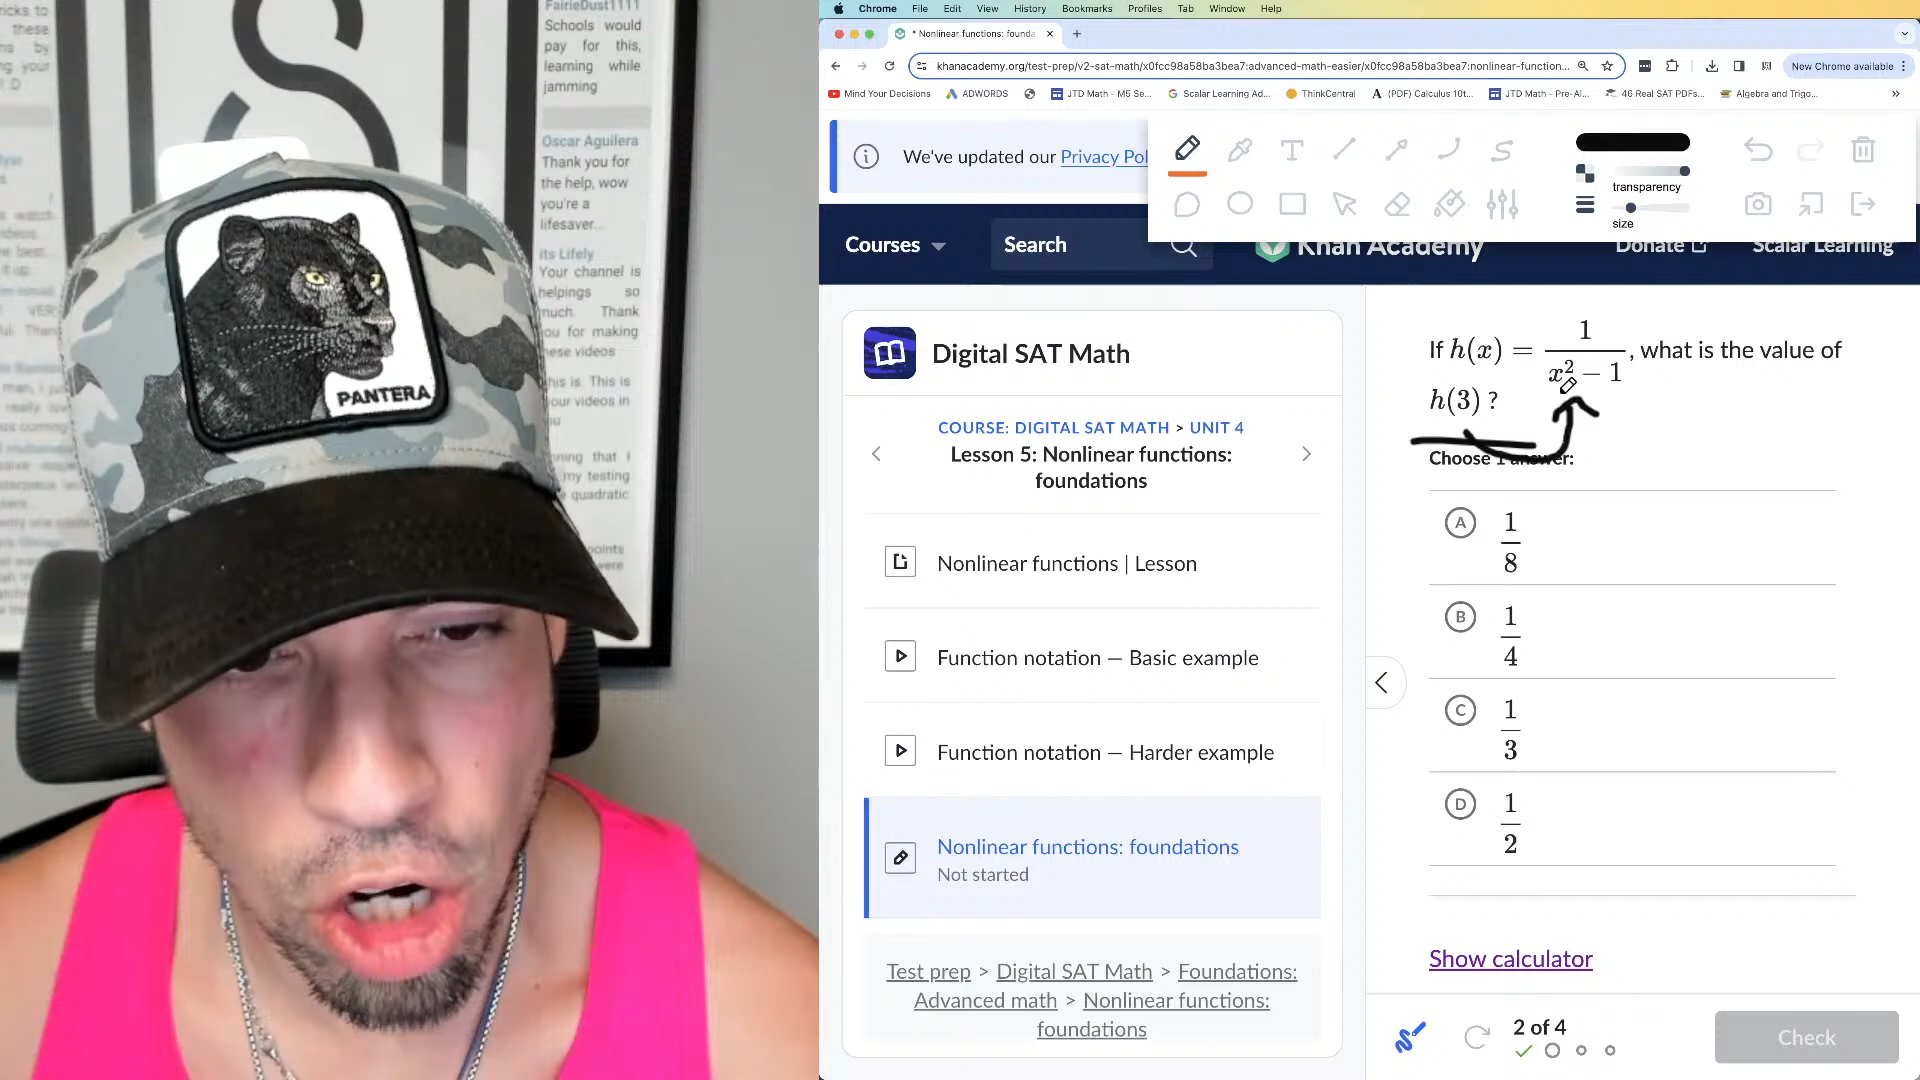 FairieDust1111
Schools would
pay for this,
learning while
jamming
Oscar Aguilera
Thank you for
the help, wow
you're a
lifesaver...
its Lifely
Your channel is
helpings so
much. Thank
you for making
these videos
PANTERA
Chrome File Edit View History Bookmarks Profiles Tab Window Help
* Nonlinear functions: founda
khanacademy.org/test-prep/v2-sat-math/x0fcc98a58ba3bea7:advanced-math-easier/x0fcc98a58ba3bea7:nonlinear-function...
New Chrome available
Mind Your Decisions ADWORDS JTD Math - M5 Se... Scalar Learning Ad... ThinkCentral (PDF) Calculus 10t... JTD Math - Pre-Al... 46 Real SAT PDFs... Algebra and Trigo...
We've updated our Privacy Pol
transparency
size
Courses Search Khan Academy Donate Scalar Learning
Digital SAT Math
COURSE: DIGITAL SAT MATH > UNIT 4
Lesson 5: Nonlinear functions:
foundations
Nonlinear functions | Lesson
Function notation — Basic example
Function notation — Harder example
Nonlinear functions: foundations
Not started
Test prep > Digital SAT Math > Foundations:
Advanced math > Nonlinear functions:
foundations
If h(x) = 1/(x² − 1), what is the value of
h(3) ?
Choose 1 answer:
A 1/8
B 1/4
C 1/3
D 1/2
Show calculator
2 of 4
Check